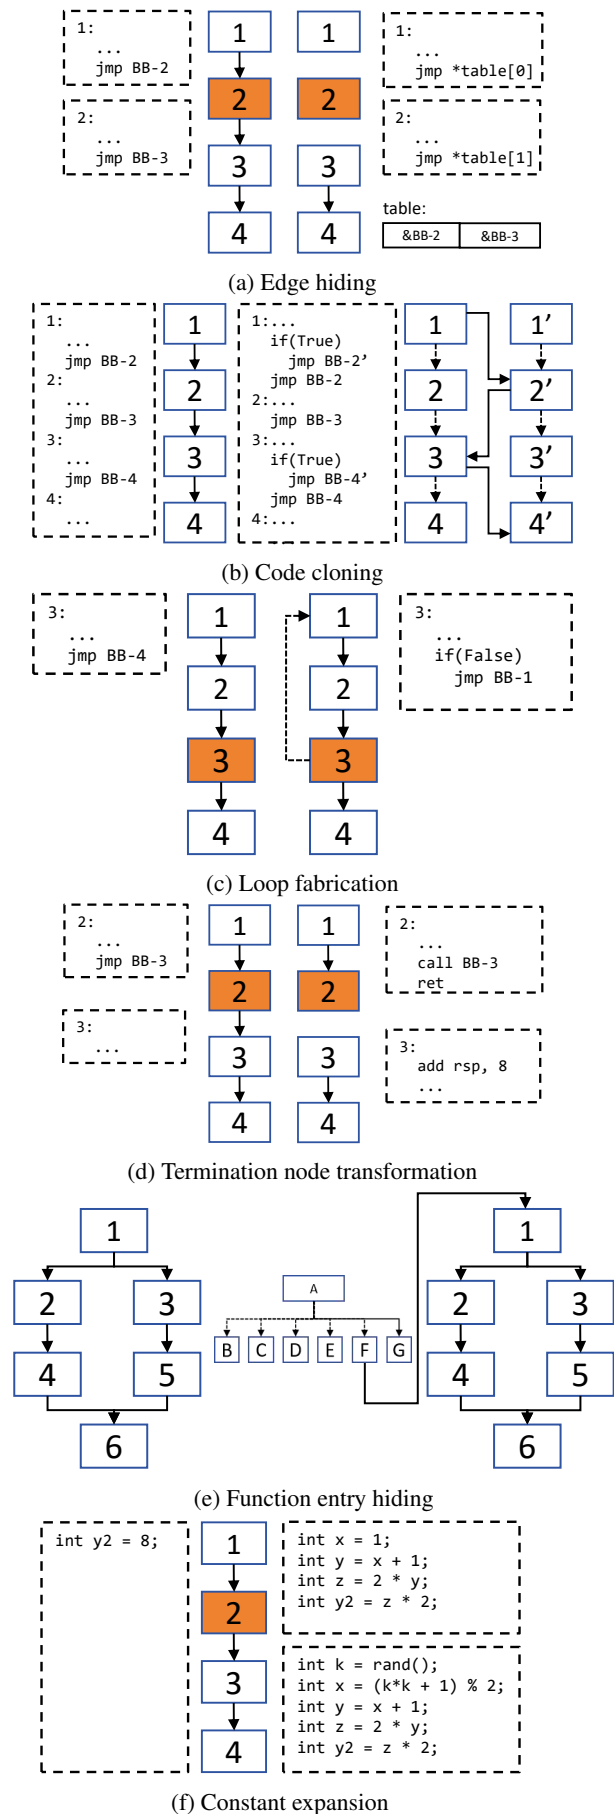 1:
...
jmp BB-2
2:
...
jmp BB-3
1
2
3
4
1
2
3
4
1:
...
jmp *table[0]
2:
...
jmp *table[1]
table:
&BB-2 &BB-3
(a) Edge hiding
1:
...
jmp BB-2
2:
...
jmp BB-3
3:
...
jmp BB-4
4:
...
1
2
3
4
1:...
if(True)
jmp BB-2’
jmp BB-2
2:...
jmp BB-3
3:...
if(True)
jmp BB-4’
jmp BB-4
4:...
1 1’
2 2’
3 3’
4 4’
(b) Code cloning
3:
...
jmp BB-4
1
2
3
4
1
2
3
4
3:
...
if(False)
jmp BB-1
(c) Loop fabrication
2:
...
jmp BB-3
3:
...
1
2
3
4
1
2
3
4
2:
...
call BB-3
ret
3:
add rsp, 8
...
(d) Termination node transformation
1
2 3
4 5
6
A
B C D E F G
1
2 3
4 5
6
(e) Function entry hiding
int y2 = 8;
1
2
3
4
int x = 1;
int y = x + 1;
int z = 2 * y;
int y2 = z * 2;
int k = rand();
int x = (k*k + 1) % 2;
int y = x + 1;
int z = 2 * y;
int y2 = z * 2;
(f) Constant expansion